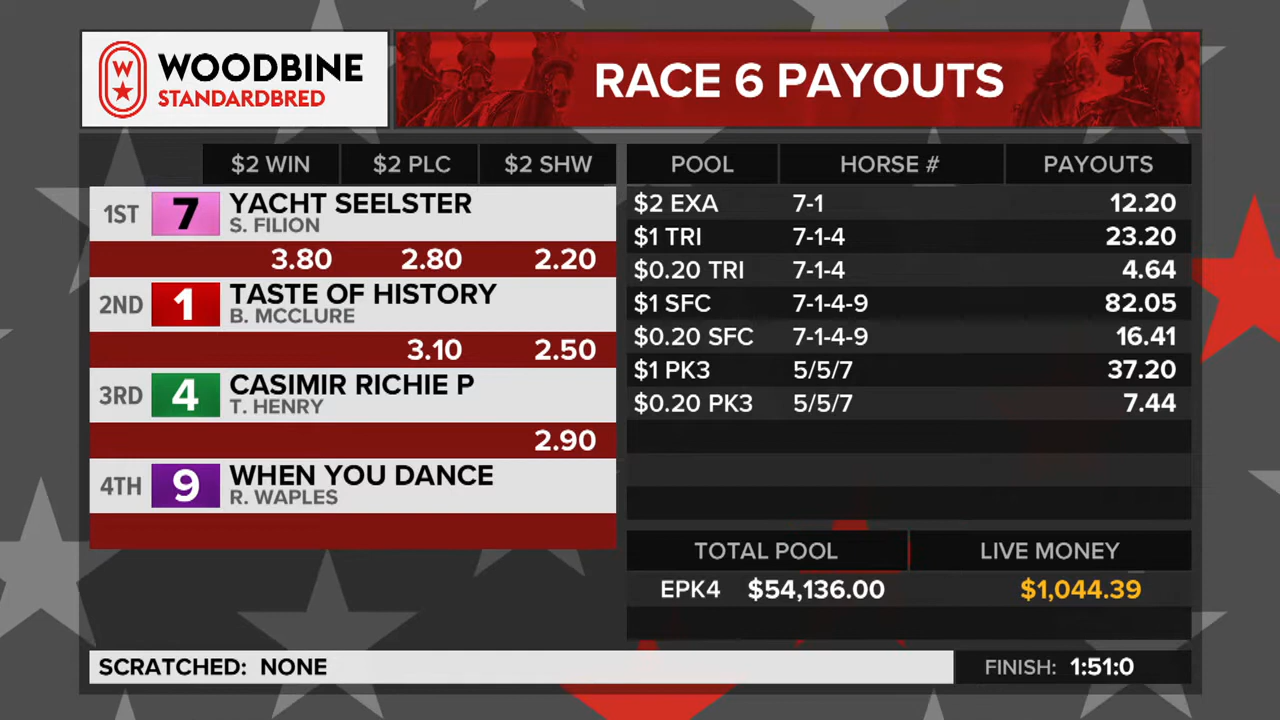 W
WOODBINE
STANDARDBRED
RACE 6 PAYOUTS
$2 WIN $2 PLC $2 SHW
1ST 7 YACHT SEELSTER
S. FILION
3.80 2.80 2.20
2ND 1 TASTE OF HISTORY
B. MCCLURE
3.10 2.50
3RD 4 CASIMIR RICHIE P
T. HENRY
2.90
4TH 9 WHEN YOU DANCE
R. WAPLES
POOL HORSE # PAYOUTS
$2 EXA 7-1 12.20
$1 TRI 7-1-4 23.20
$0.20 TRI 7-1-4 4.64
$1 SFC 7-1-4-9 82.05
$0.20 SFC 7-1-4-9 16.41
$1 PK3 5/5/7 37.20
$0.20 PK3 5/5/7 7.44
TOTAL POOL LIVE MONEY
EPK4 $54,136.00 $1,044.39
SCRATCHED: NONE
FINISH: 1:51:0